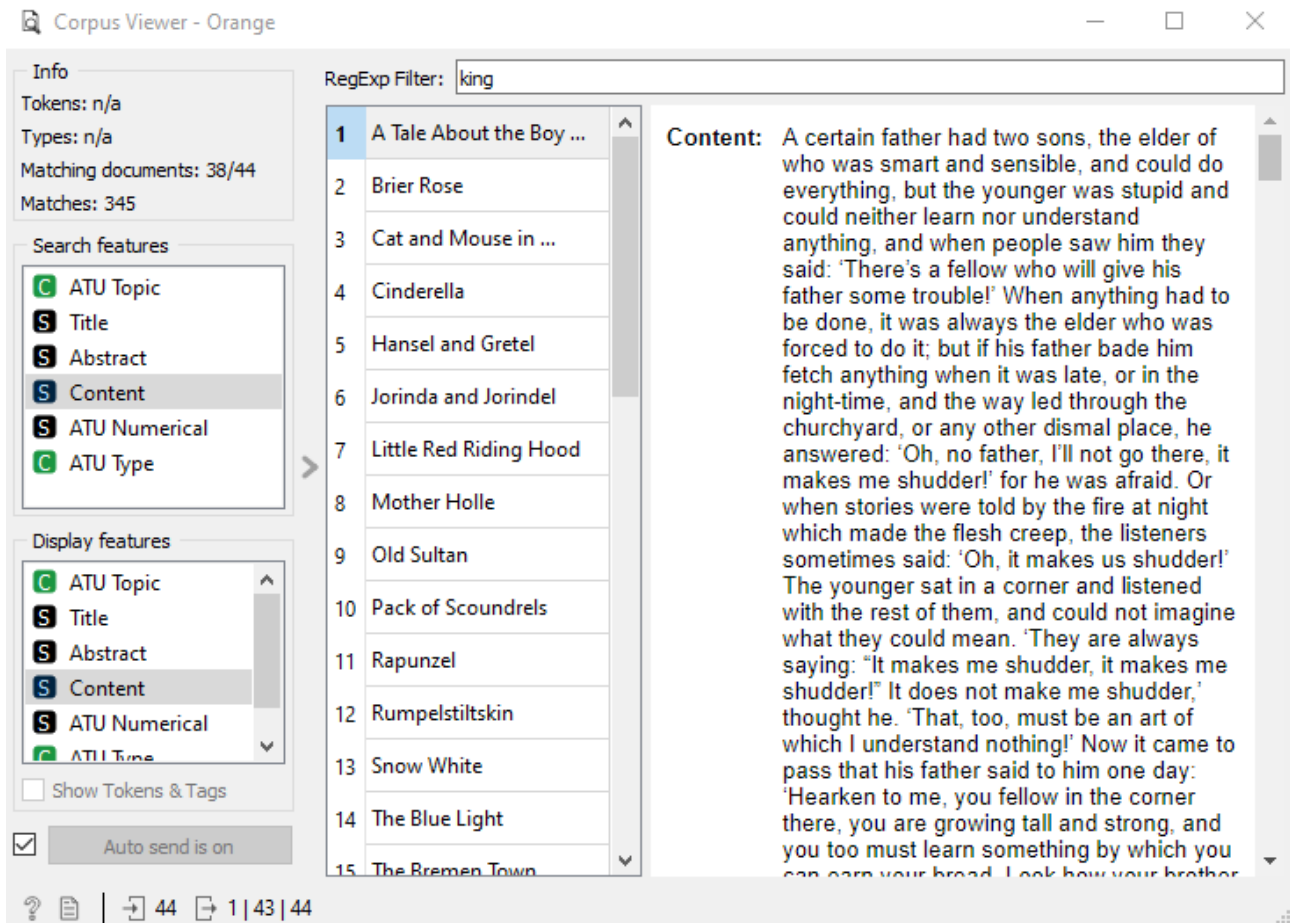 Corpus Viewer - Orange
Info
Tokens: n/a
Types: n/a
Matching documents: 38/44
Matches: 345
Search features
C ATU Topic
S Title
S Abstract
S Content
S ATU Numerical
C ATU Type
Display features
C ATU Topic
S Title
S Abstract
S Content
S ATU Numerical
C ATU Type
Show Tokens & Tags
Auto send is on
44
1 | 43 | 44
RegExp Filter: king
1 A Tale About the Boy ...
2 Brier Rose
3 Cat and Mouse in ...
4 Cinderella
5 Hansel and Gretel
6 Jorinda and Jorindel
7 Little Red Riding Hood
8 Mother Holle
9 Old Sultan
10 Pack of Scoundrels
11 Rapunzel
12 Rumpelstiltskin
13 Snow White
14 The Blue Light
15 The Bremen Town
Content: A certain father had two sons, the elder of
who was smart and sensible, and could do
everything, but the younger was stupid and
could neither learn nor understand
anything, and when people saw him they
said: ‘There’s a fellow who will give his
father some trouble!’ When anything had to
be done, it was always the elder who was
forced to do it; but if his father bade him
fetch anything when it was late, or in the
night-time, and the way led through the
churchyard, or any other dismal place, he
answered: ‘Oh, no father, I’ll not go there, it
makes me shudder!’ for he was afraid. Or
when stories were told by the fire at night
which made the flesh creep, the listeners
sometimes said: ‘Oh, it makes us shudder!’
The younger sat in a corner and listened
with the rest of them, and could not imagine
what they could mean. ‘They are always
saying: “It makes me shudder, it makes me
shudder!” It does not make me shudder,’
thought he. ‘That, too, must be an art of
which I understand nothing!’ Now it came to
pass that his father said to him one day:
‘Hearken to me, you fellow in the corner
there, you are growing tall and strong, and
you too must learn something by which you
can earn your bread. Look how your brother